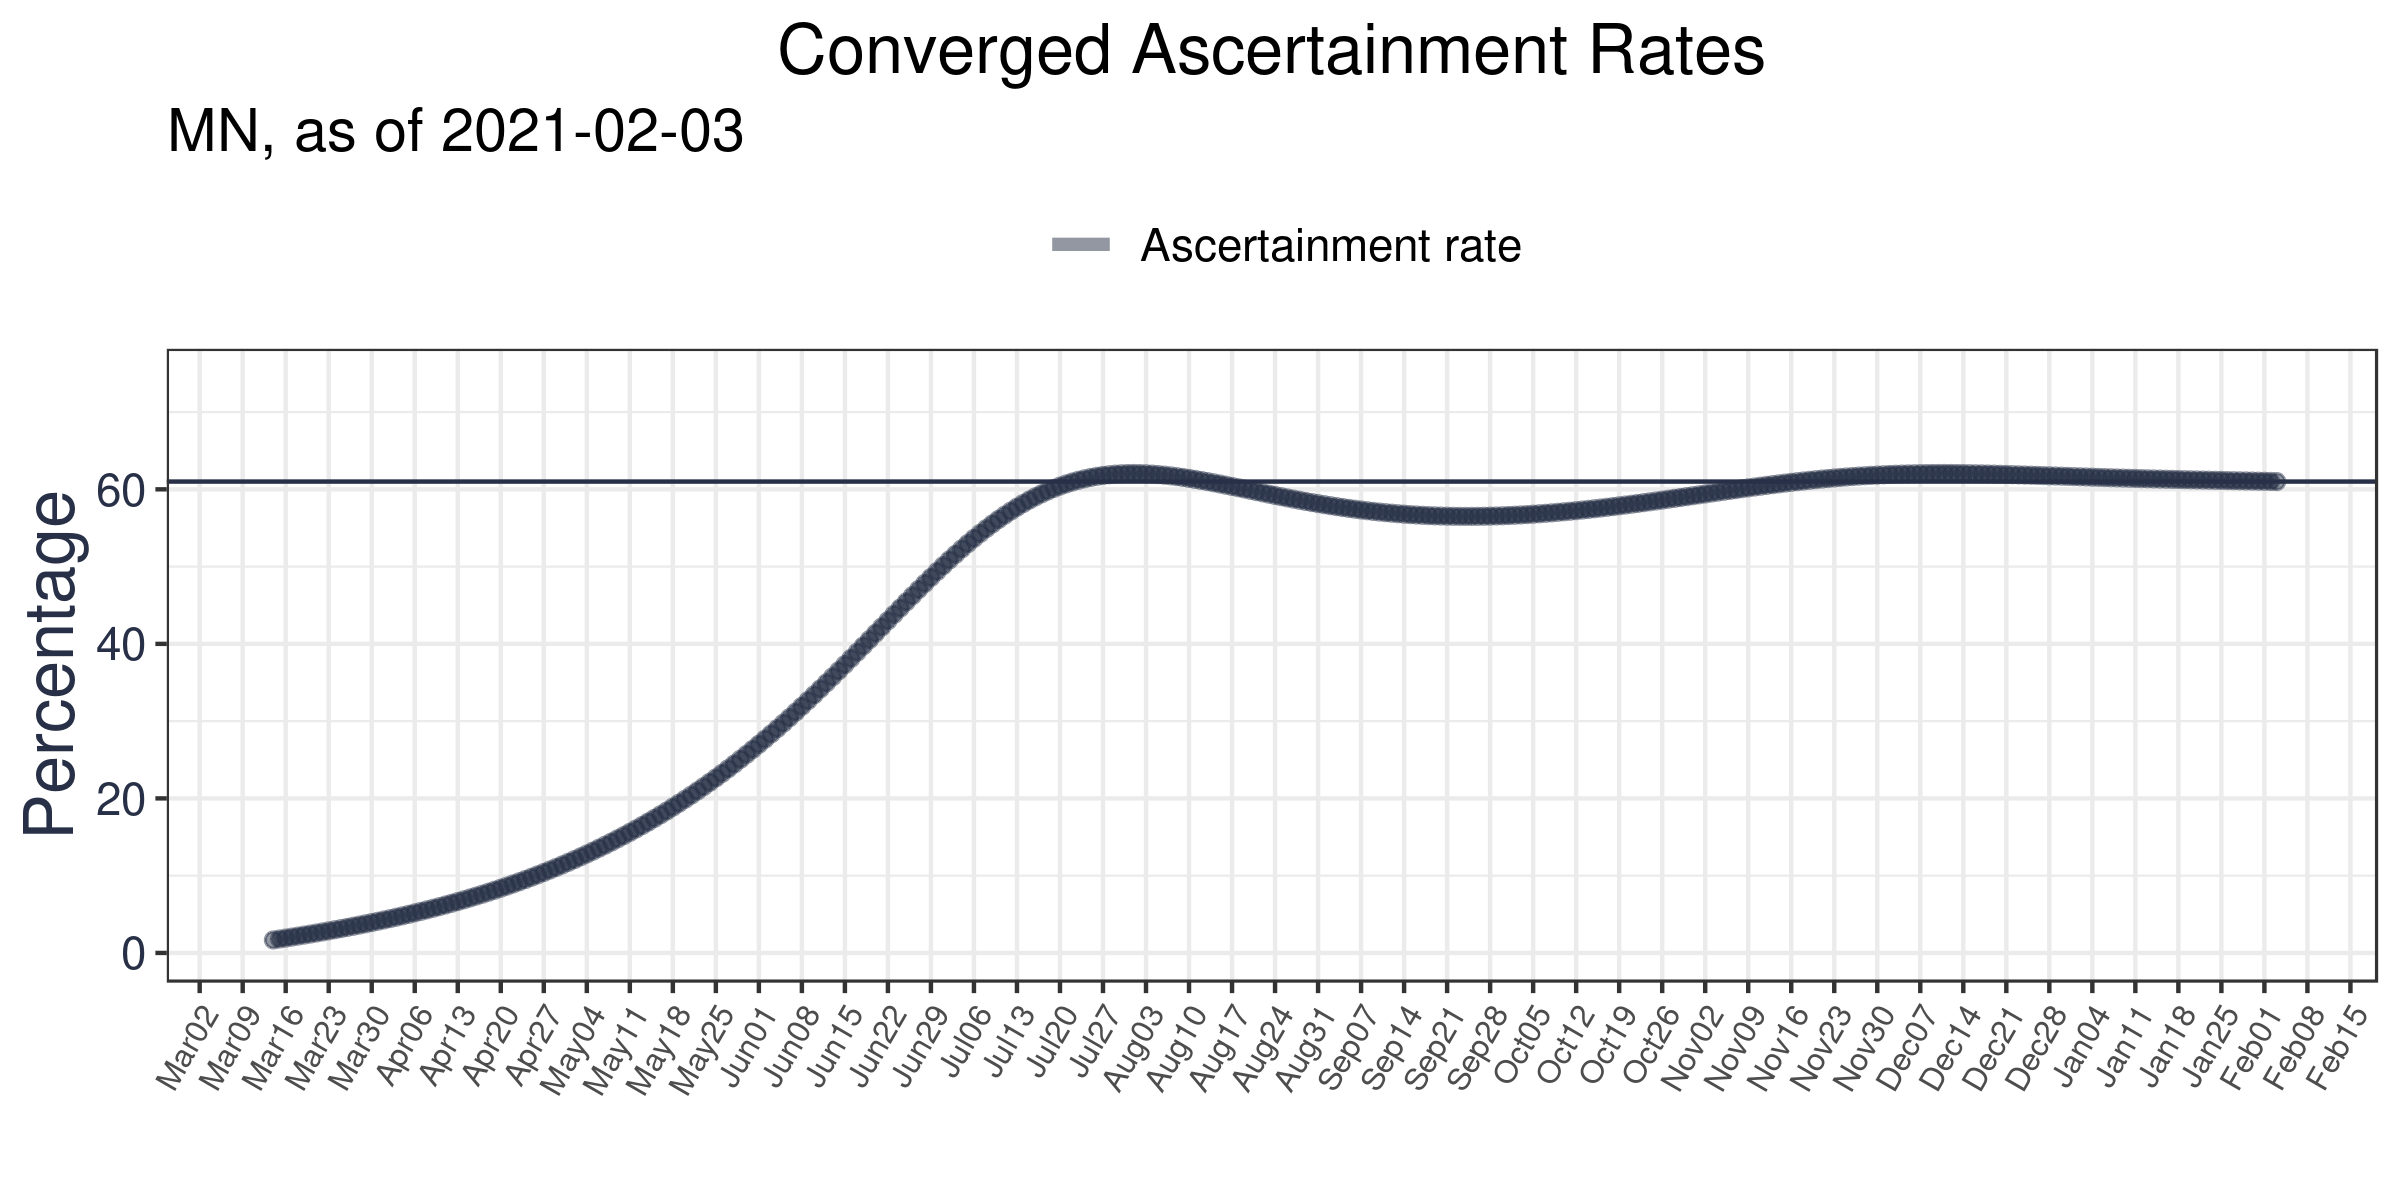 Converged Ascertainment Rates
MN, as of 2021-02-03
Ascertainment rate
Percentage
60
40
20
0
Mar02 Mar09 Mar16 Mar23 Mar30 Apr06 Apr13 Apr20 Apr27 May04 May11 May18 May25 Jun01 Jun08 Jun15 Jun22 Jun29 Jul06 Jul13 Jul20 Jul27 Aug03 Aug10 Aug17 Aug24 Aug31 Sep07 Sep14 Sep21 Sep28 Oct05 Oct12 Oct19 Oct26 Nov02 Nov09 Nov16 Nov23 Nov30 Dec07 Dec14 Dec21 Dec28 Jan04 Jan11 Jan18 Jan25 Feb01 Feb08 Feb15